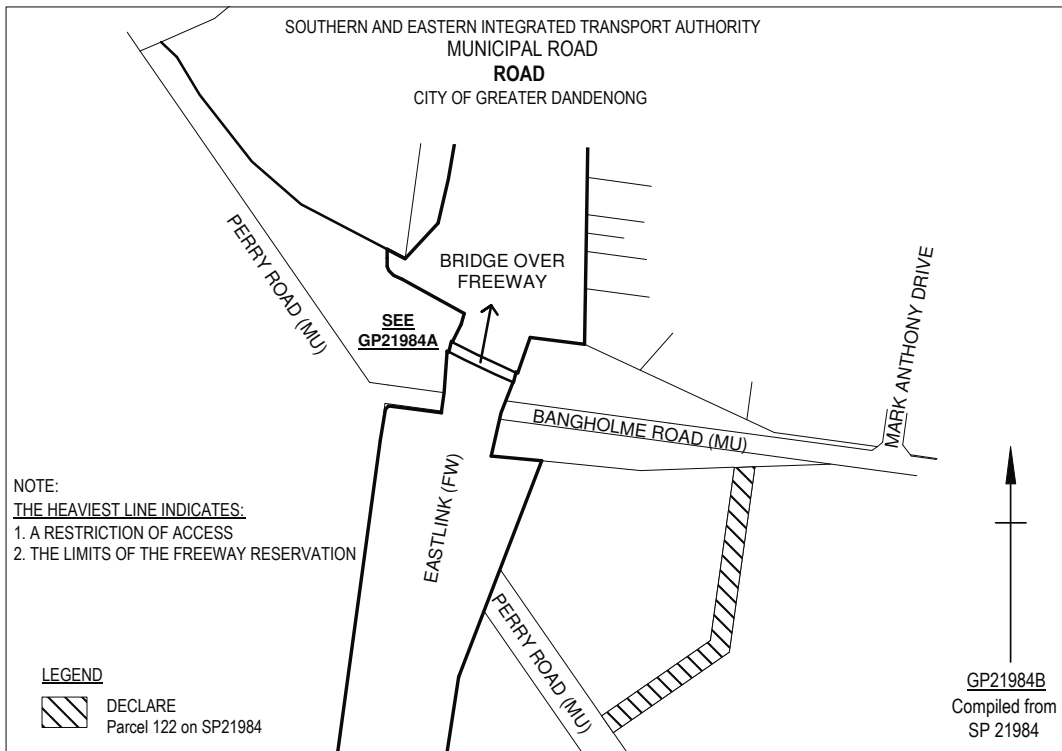 SOUTHERN AND EASTERN INTEGRATED TRANSPORT AUTHORITY
MUNICIPAL ROAD
ROAD
CITY OF GREATER DANDENONG
PERRY ROAD (MU)
BRIDGE OVER
FREEWAY
SEE
GP21984A
MARK ANTHONY DRIVE
BANGHOLME ROAD (MU)
EASTLINK (FW)
NOTE:
THE HEAVIEST LINE INDICATES:
1. A RESTRICTION OF ACCESS
2. THE LIMITS OF THE FREEWAY RESERVATION
PERRY ROAD (MU)
LEGEND
DECLARE
Parcel 122 on SP21984
GP21984B
Compiled from
SP 21984